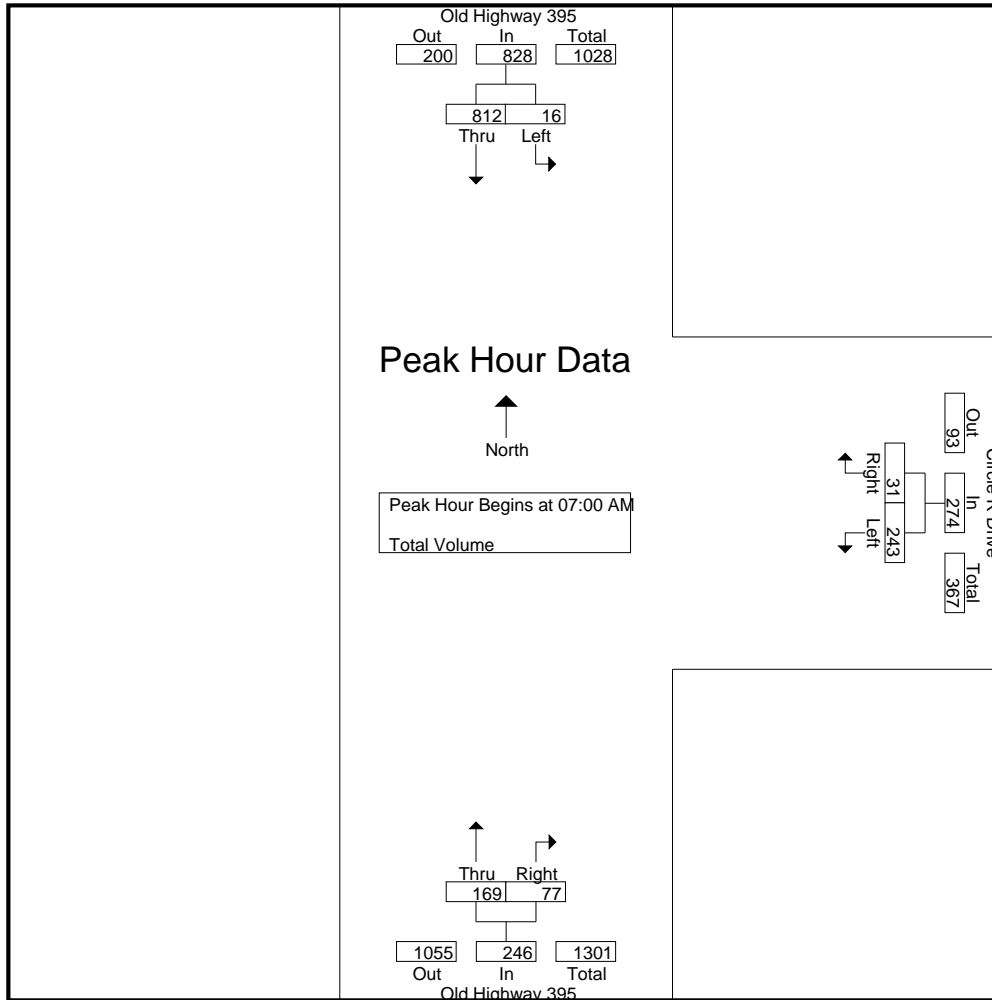 Old Highway 395
Out In Total
200 828 1028
812 16
Thru Left
Peak Hour Data
North
Peak Hour Begins at 07:00 AM
Total Volume
Circle R Drive
Out In Total
93 274 367
31 243
Right Left
Thru Right
169 77
1055 246 1301
Out In Total
Old Highway 395